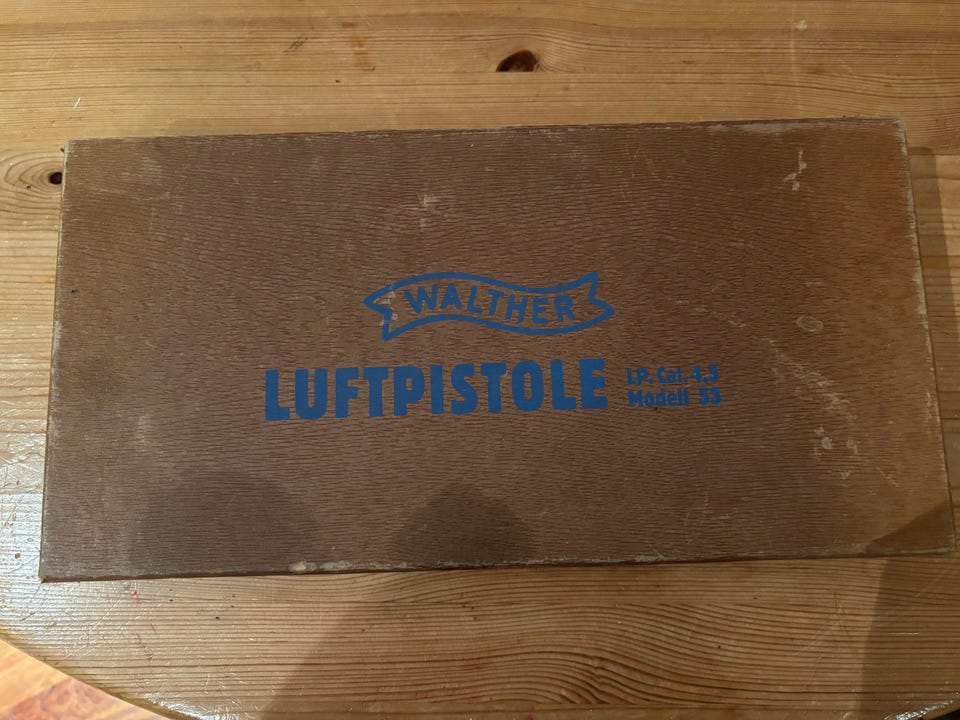 WALTHER
LUFTPISTOLE
LP. Cal. 4,5
Modell 53